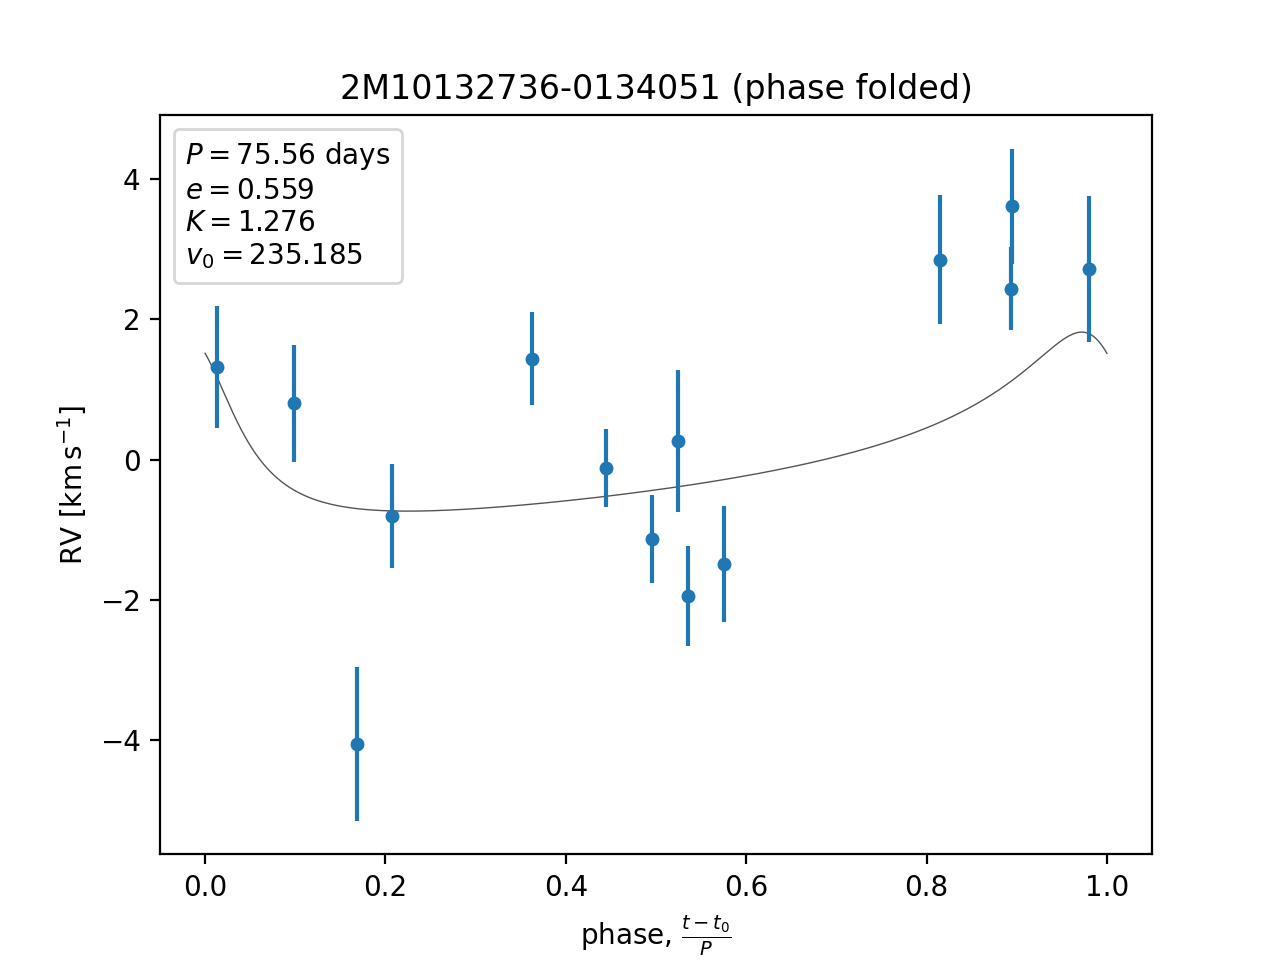 2M10132736-0134051 (phase folded)
P = 75.56 days
e = 0.559
K = 1.276
v₀ = 235.185
4
2
0
−2
−4
RV [km s⁻¹]
0.0 0.2 0.4 0.6 0.8 1.0
phase, (t − t₀)/P